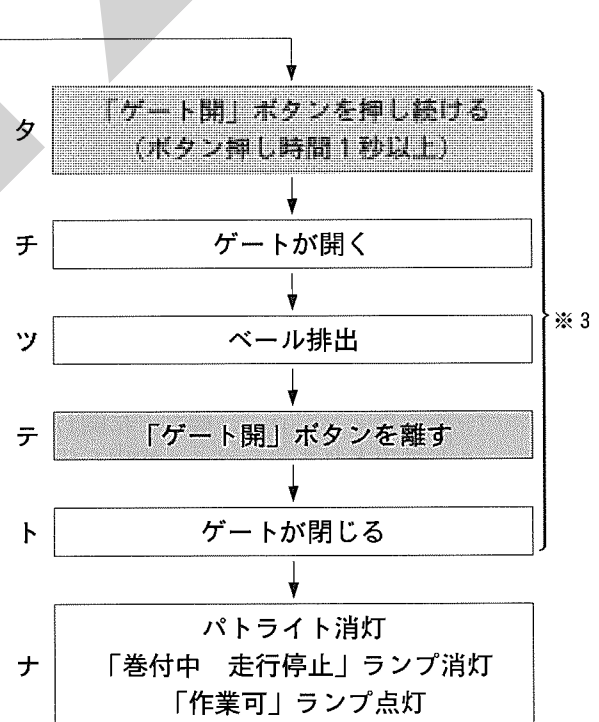 タ
「ゲート開」ボタンを押し続ける
(ボタン押し時間1秒以上)
チ
ゲートが開く
ツ
ベール排出
※3
テ
「ゲート開」ボタンを離す
ト
ゲートが閉じる
ナ
パトライト消灯
「巻付中 走行停止」ランプ消灯
「作業可」ランプ点灯